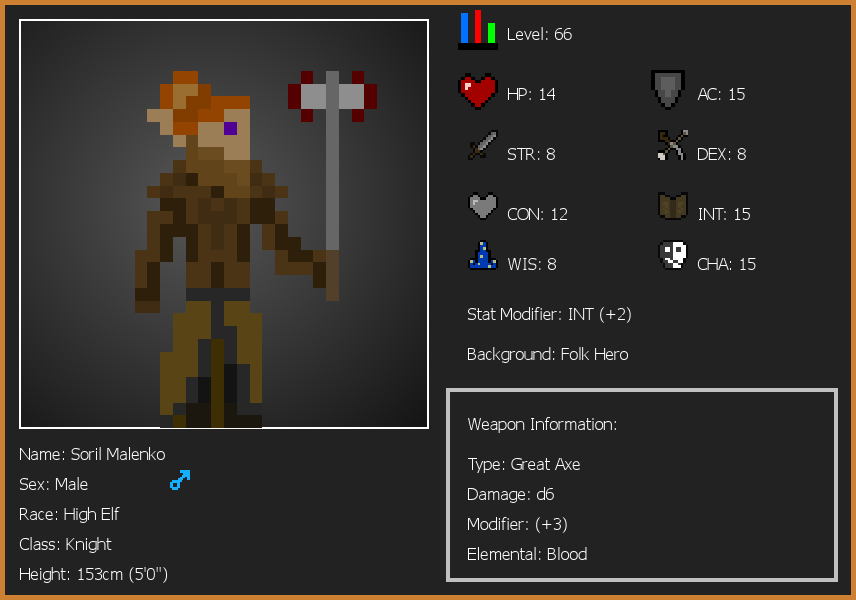 Level: 66
HP: 14
AC: 15
STR: 8
DEX: 8
CON: 12
INT: 15
WIS: 8
CHA: 15
Stat Modifier: INT (+2)
Background: Folk Hero
Weapon Information:
Type: Great Axe
Damage: d6
Modifier: (+3)
Elemental: Blood
Name: Soril Malenko
Sex: Male
Race: High Elf
Class: Knight
Height: 153cm (5'0")